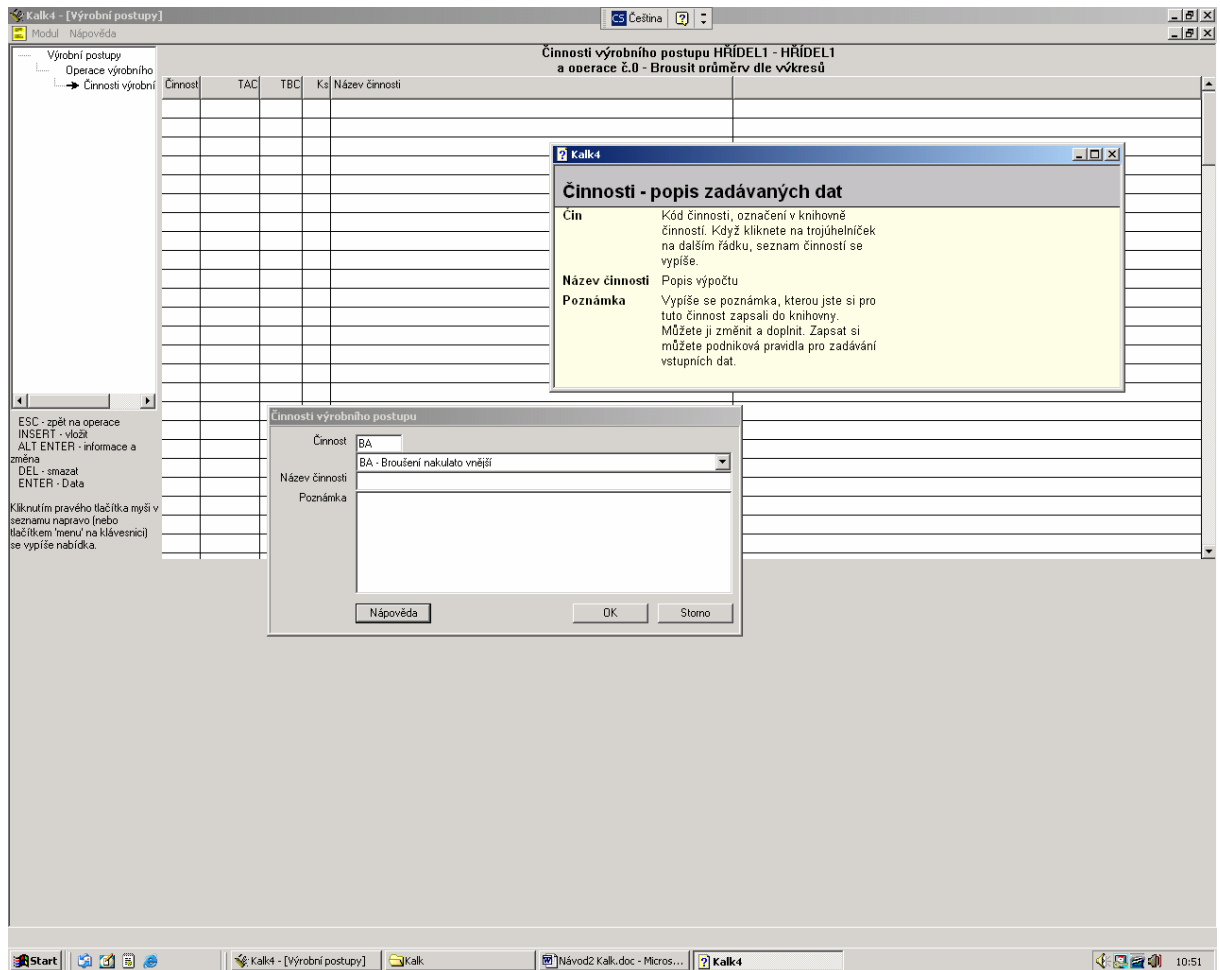 Kalk4 - [Výrobní postupy]
CS Čeština
Modul Nápověda
Výrobní postupy
Operace výrobního
Činnosti výrobní
Činnosti výrobního postupu HŘÍDEL1 - HŘÍDEL1
a operace č.0 - Brousit průměry dle výkresů
Činnost TAC TBC Ks Název činnosti
Kalk4
Činnosti - popis zadávaných dat
Čin Kód činnosti, označení v knihovně
činností. Když kliknete na trojúhelníček
na dalším řádku, seznam činností se
vypíše.
Název činnosti Popis výpočtu
Poznámka Vypíše se poznámka, kterou jste si pro
tuto činnost zapsali do knihovny.
Můžete ji změnit a doplnit. Zapsat si
můžete podniková pravidla pro zadávání
vstupních dat.
ESC - zpět na operace
INSERT - vložit
ALT ENTER - informace a
změna
DEL - smazat
ENTER - Data
Kliknutím pravého tlačítka myši v
seznamu napravo (nebo
tlačítkem 'menu' na klávesnici)
se vypíše nabídka.
Činnosti výrobního postupu
Činnost BA
BA - Broušení nakulato vnější
Název činnosti
Poznámka
Nápověda OK Storno
Start Kalk4 - [Výrobní postupy] Kalk Návod2 Kalk.doc - Micros... Kalk4 10:51